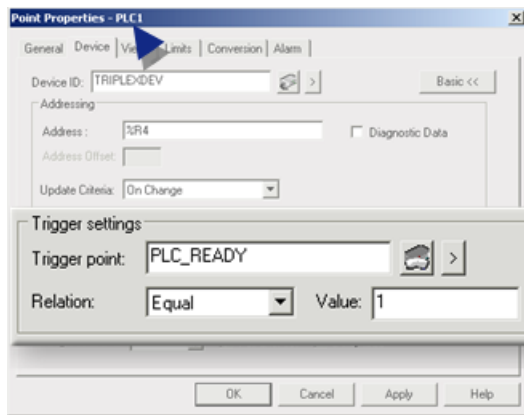 Point Properties - PLC1
General Device Vie Limits Conversion Alarm
Device ID: TRIPLEXDEV > Basic <<
Addressing
Address : %R4 Diagnostic Data
Address Offset:
Update Criteria: On Change
Trigger settings
Trigger point: PLC_READY >
Relation: Equal Value: 1
OK Cancel Apply Help